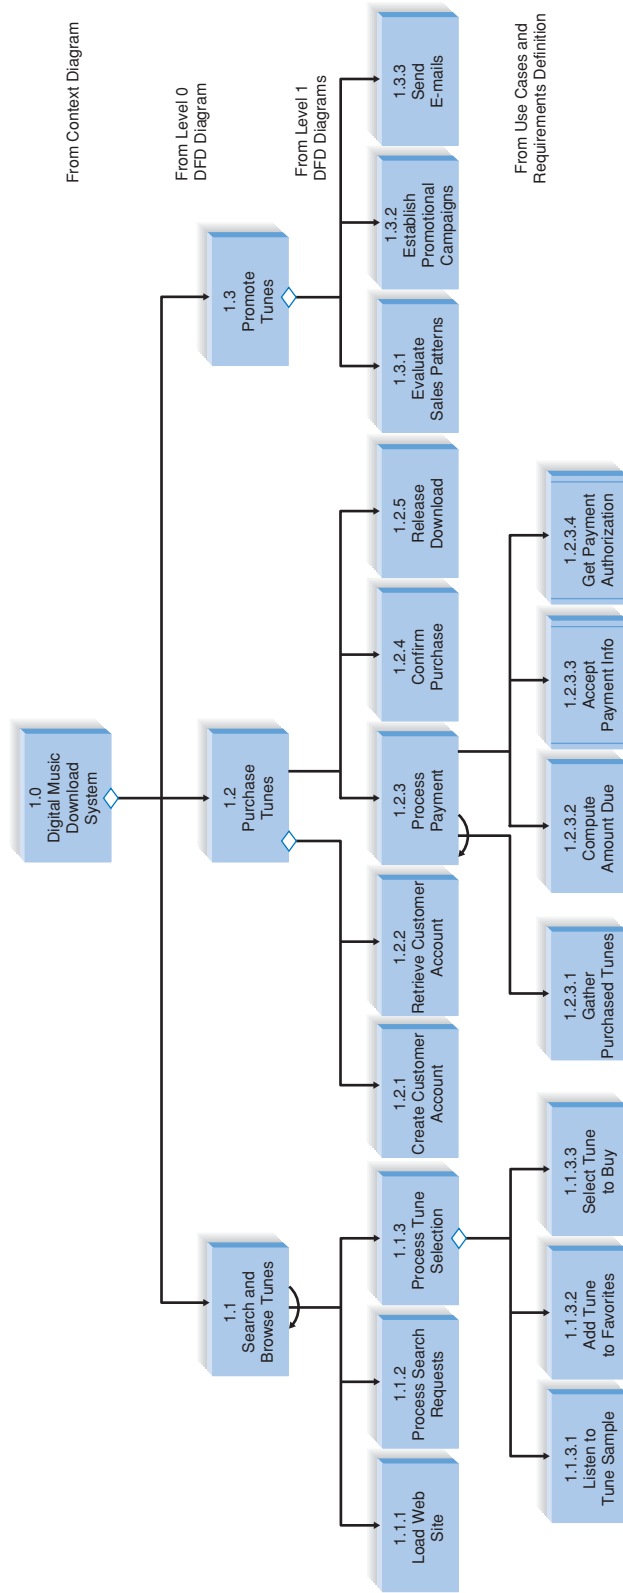 1.0
Digital Music
Download
System
From Context Diagram
1.1
Search and
Browse Tunes
1.2
Purchase
Tunes
1.3
Promote
Tunes
From Level 0
DFD Diagram
1.1.1
Load Web
Site
1.1.2
Process Search
Requests
1.1.3
Process Tune
Selection
1.2.1
Create Customer
Account
1.2.2
Retrieve Customer
Account
1.2.3
Process
Payment
1.2.4
Confirm
Purchase
1.2.5
Release
Download
1.3.1
Evaluate
Sales Patterns
1.3.2
Establish
Promotional
Campaigns
1.3.3
Send
E-mails
From Level 1
DFD Diagrams
1.1.3.1
Listen to
Tune Sample
1.1.3.2
Add Tune
to Favorites
1.1.3.3
Select Tune
to Buy
1.2.3.1
Gather
Purchased Tunes
1.2.3.2
Compute
Amount Due
1.2.3.3
Accept
Payment Info
1.2.3.4
Get Payment
Authorization
From Use Cases and
Requirements Definition